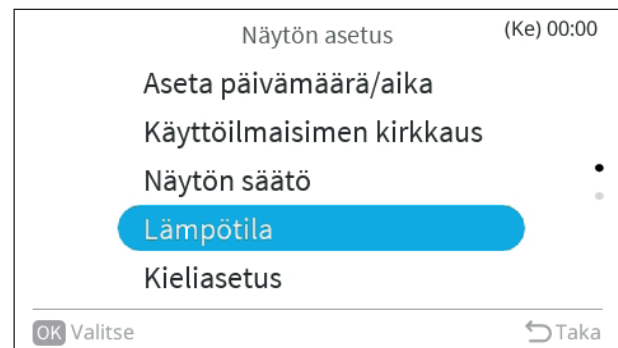 Näytön asetus (Ke) 00:00
Aseta päivämäärä/aika
Käyttöilmaisimen kirkkaus
Näytön säätö
Lämpötila
Kieliasetus
OK Valitse Taka